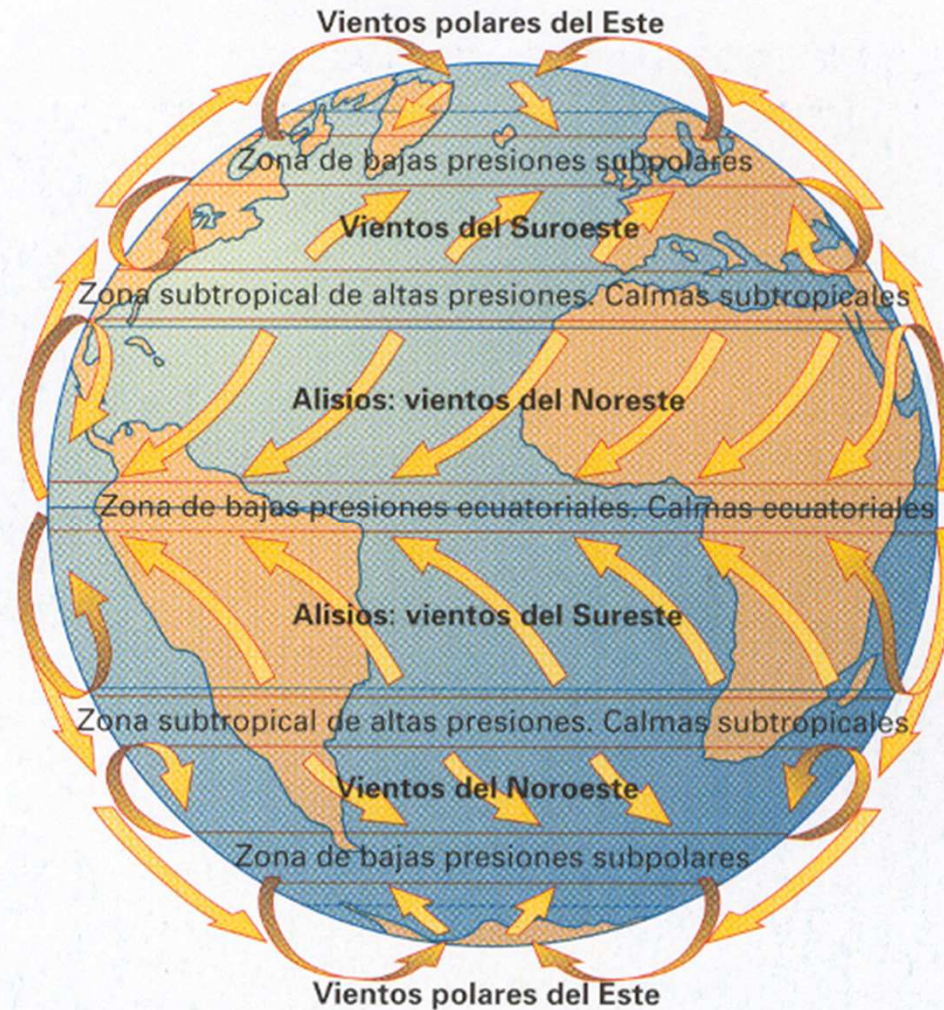 Vientos polares del Este
Zona de bajas presiones subpolares
Vientos del Suroeste
Zona subtropical de altas presiones. Calmas subtropicales
Alisios: vientos del Noreste
Zona de bajas presiones ecuatoriales. Calmas ecuatoriales
Alisios: vientos del Sureste
Zona subtropical de altas presiones. Calmas subtropicales.
Vientos del Noroeste
Zona de bajas presiones subpolares
Vientos polares del Este